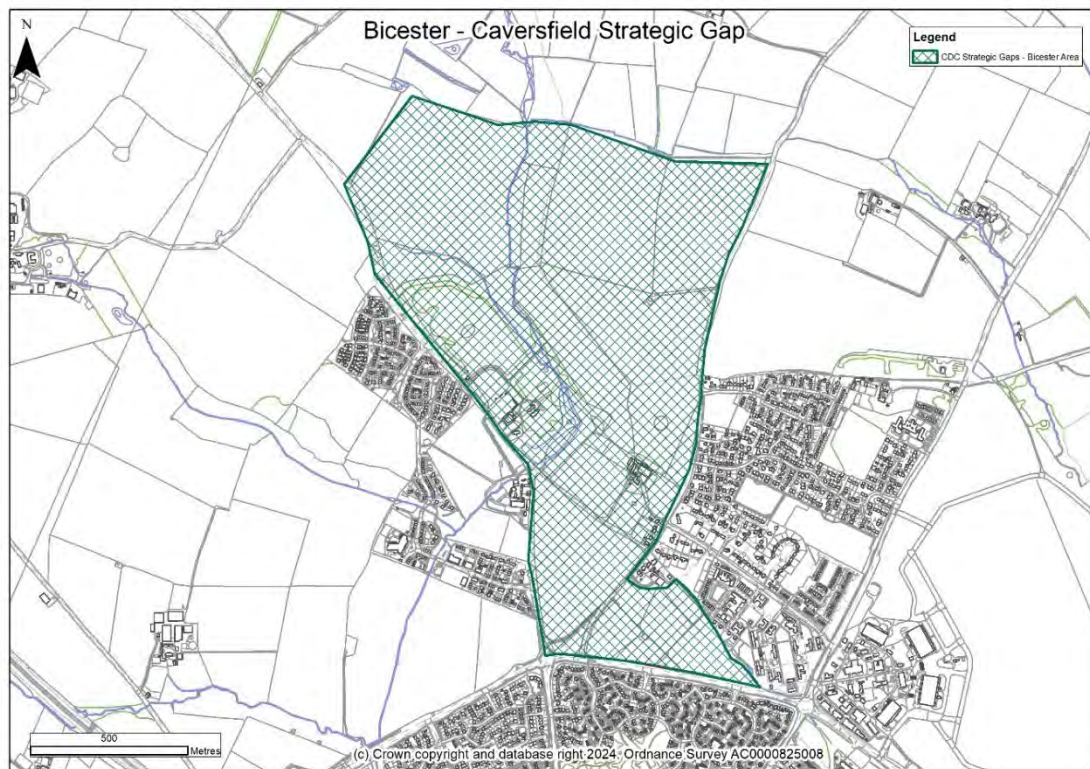 N
Bicester - Caversfield Strategic Gap
Legend
CDC Strategic Gaps - Bicester Area
500
Metres
(c) Crown copyright and database right 2024. Ordnance Survey AC0000825008